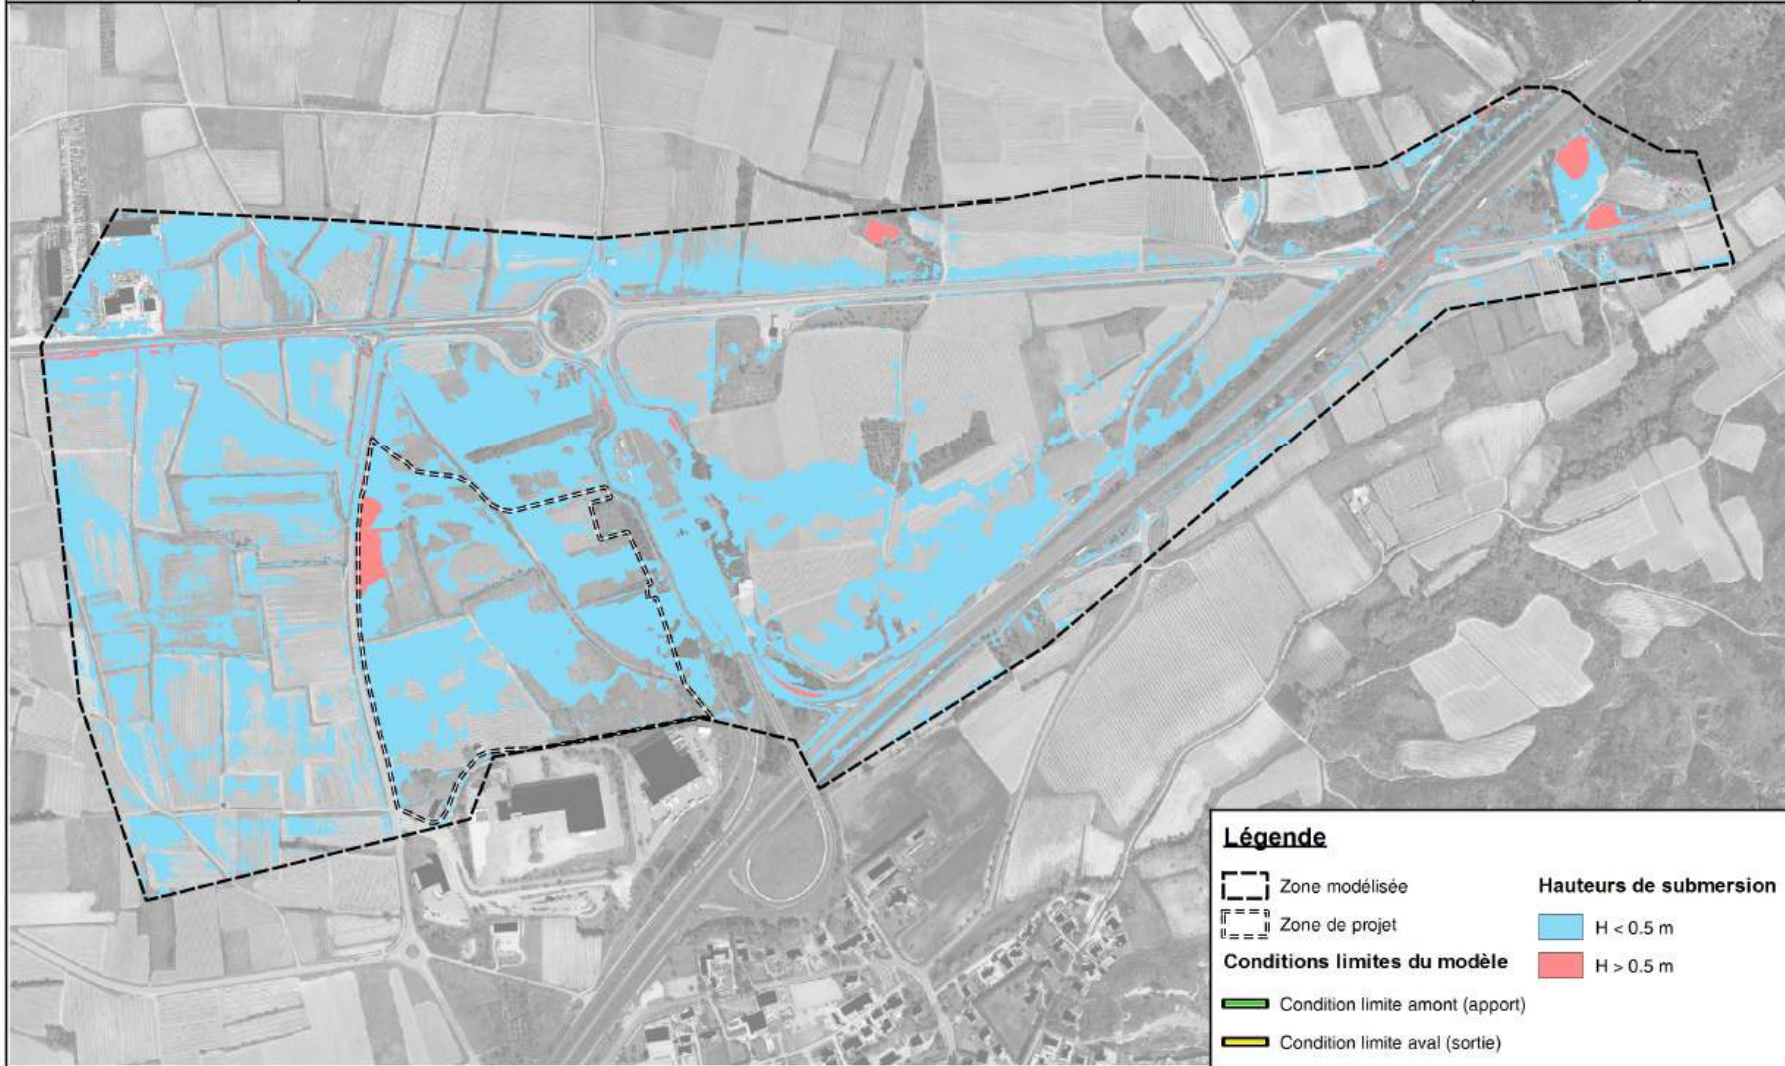 Légende
Zone modélisée
Zone de projet
Conditions limites du modèle
Condition limite amont (apport)
Condition limite aval (sortie)
Hauteurs de submersion
H < 0.5 m
H > 0.5 m